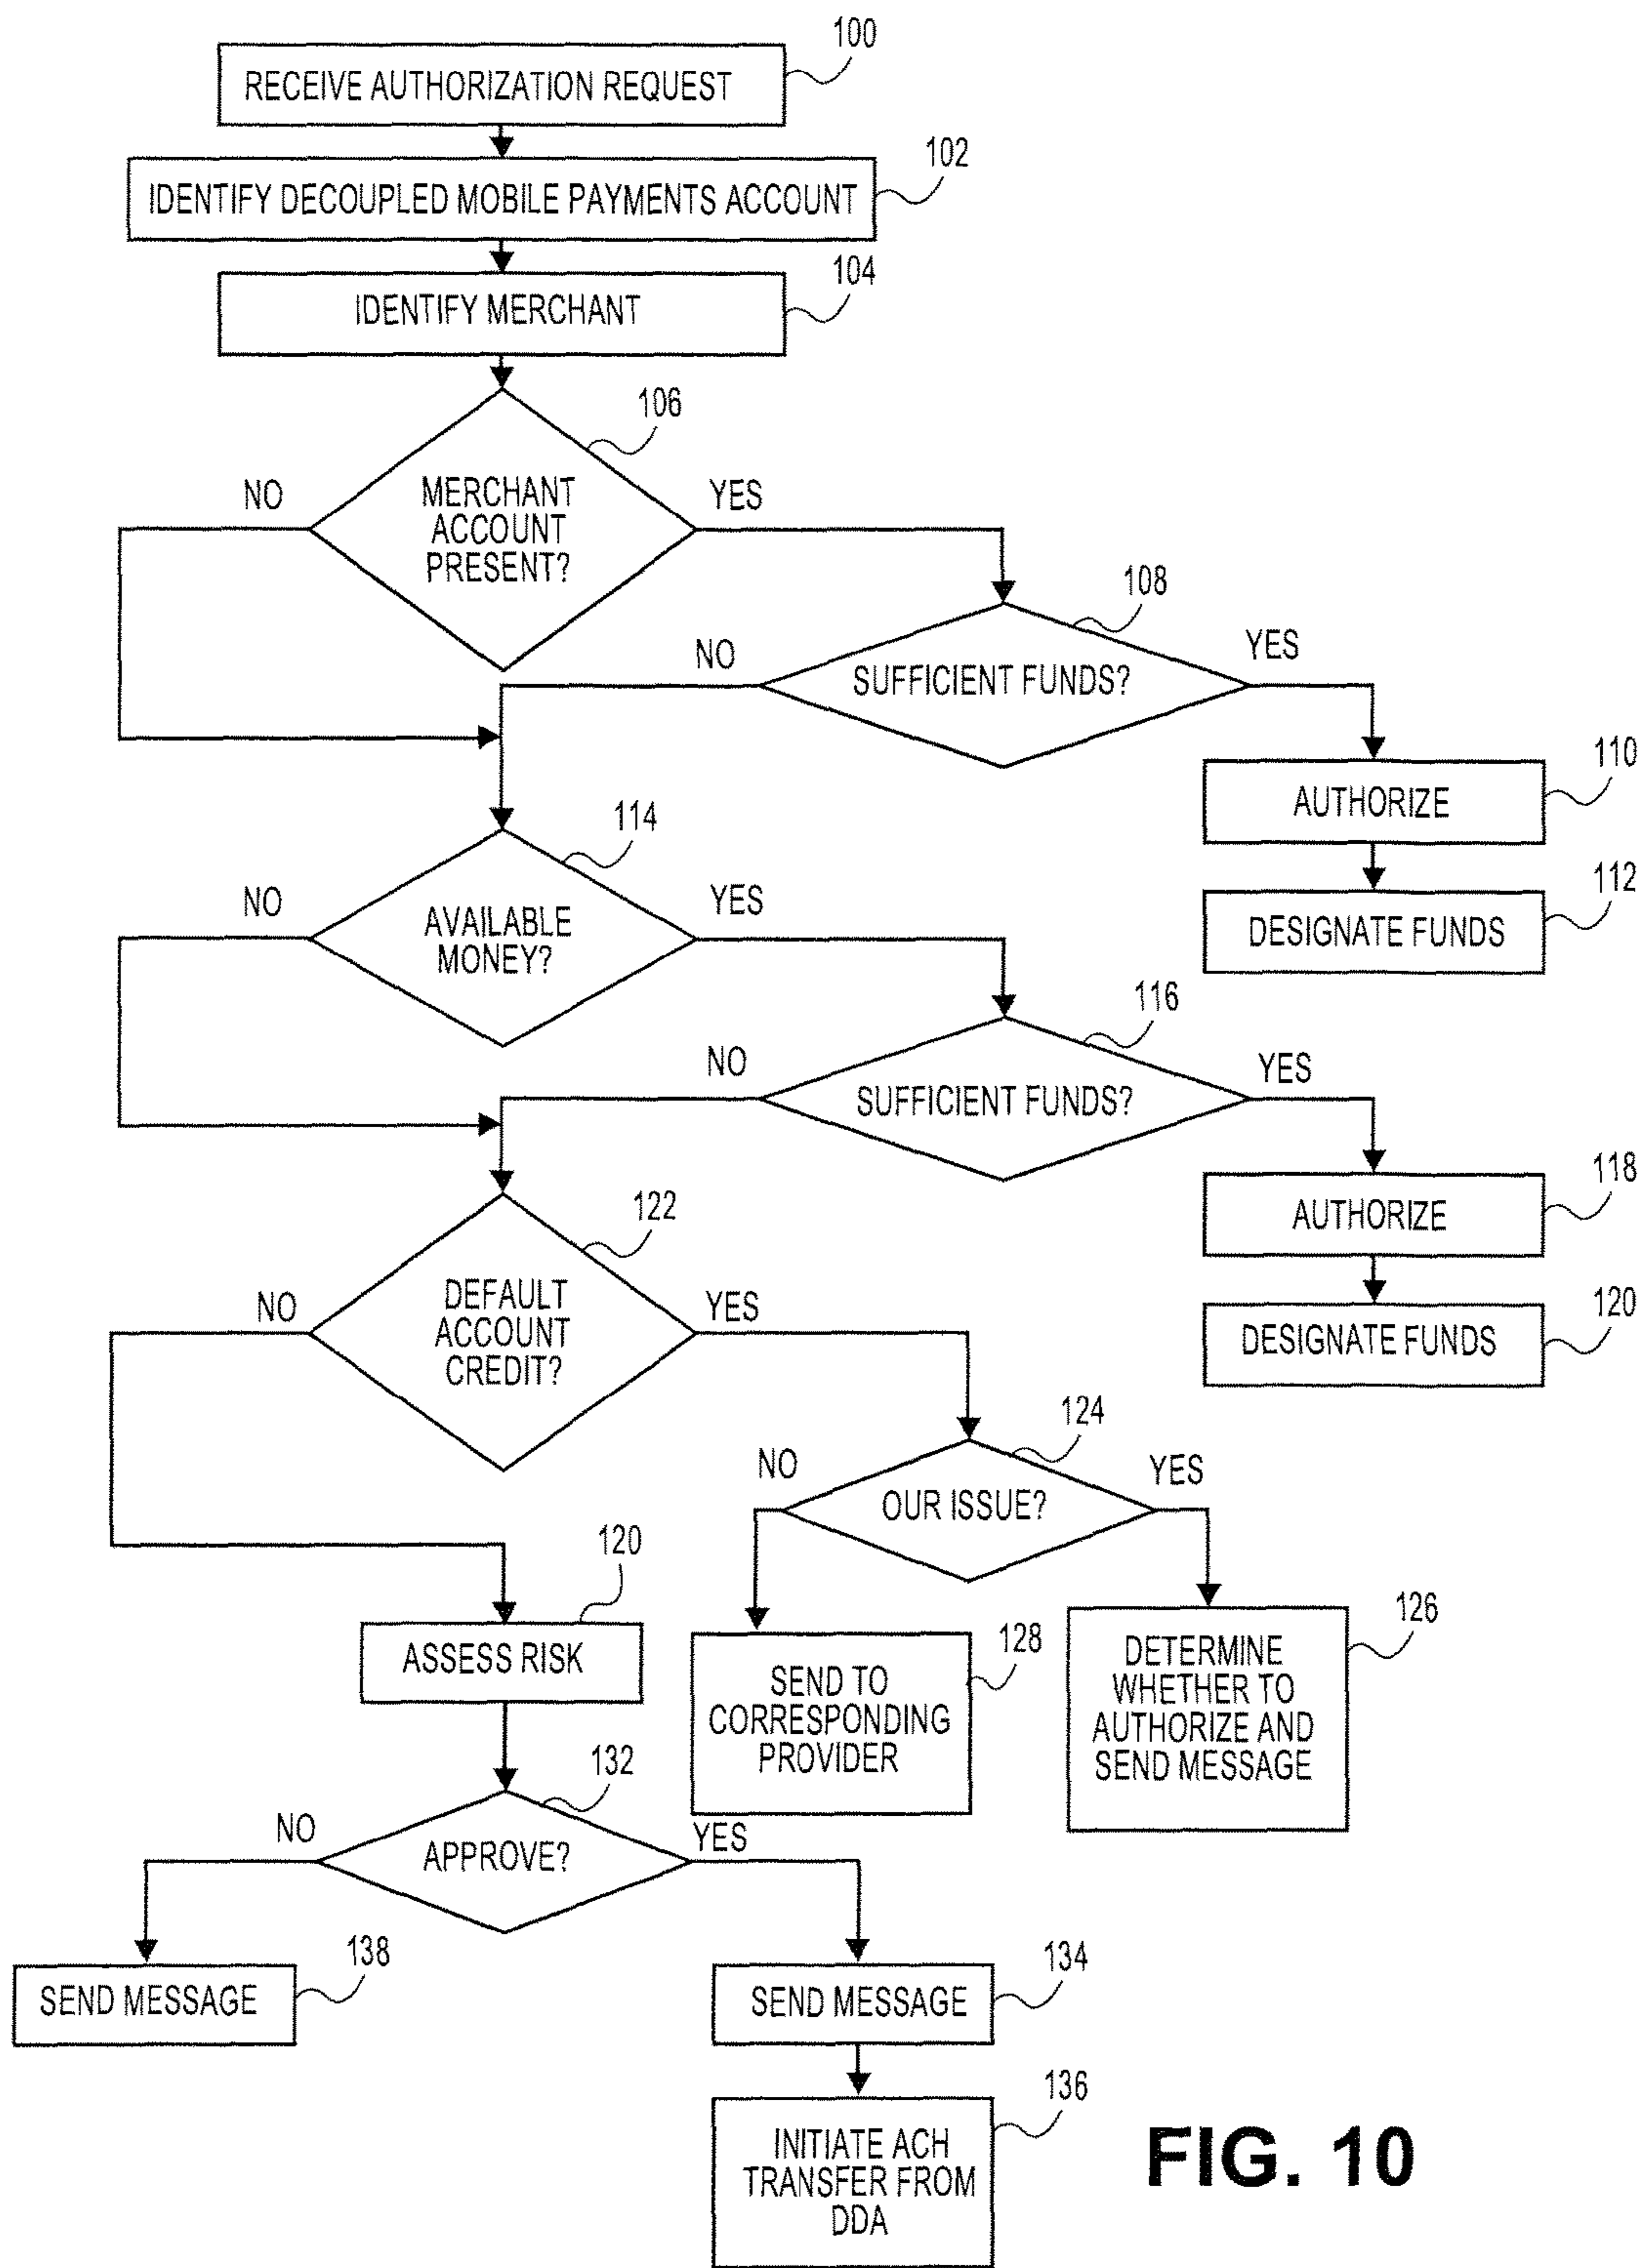 100
RECEIVE AUTHORIZATION REQUEST
102
IDENTIFY DECOUPLED MOBILE PAYMENTS ACCOUNT
104
IDENTIFY MERCHANT
106
NO
YES
MERCHANT
ACCOUNT
PRESENT?
108
NO
YES
SUFFICIENT FUNDS?
110
AUTHORIZE
112
DESIGNATE FUNDS
114
NO
YES
AVAILABLE
MONEY?
116
NO
YES
SUFFICIENT FUNDS?
118
AUTHORIZE
120
DESIGNATE FUNDS
122
NO
YES
DEFAULT
ACCOUNT
CREDIT?
124
NO
YES
OUR ISSUE?
120
ASSESS RISK
128
SEND TO
CORRESPONDING
PROVIDER
126
DETERMINE
WHETHER TO
AUTHORIZE AND
SEND MESSAGE
132
NO
YES
APPROVE?
138
SEND MESSAGE
134
SEND MESSAGE
136
INITIATE ACH
TRANSFER FROM
DDA
FIG. 10